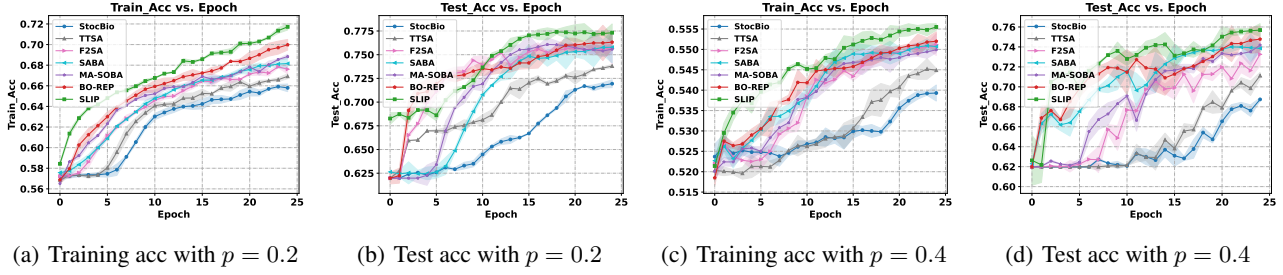 Train_Acc vs. Epoch
Train_Acc
0.72
0.70
0.68
0.66
0.64
0.62
0.60
0.58
0.56
StocBio
TTSA
F2SA
SABA
MA-SOBA
BO-REP
SLIP
0 5 10 15 20 25
Epoch
(a) Training acc with p = 0.2
Test_Acc vs. Epoch
Test_Acc
0.775
0.750
0.725
0.700
0.675
0.650
0.625
StocBio
TTSA
F2SA
SABA
MA-SOBA
BO-REP
SLIP
0 5 10 15 20 25
Epoch
(b) Test acc with p = 0.2
Train_Acc vs. Epoch
Train_Acc
0.555
0.550
0.545
0.540
0.535
0.530
0.525
0.520
0.515
StocBio
TTSA
F2SA
SABA
MA-SOBA
BO-REP
SLIP
0 5 10 15 20 25
Epoch
(c) Training acc with p = 0.4
Test_Acc vs. Epoch
Test_Acc
0.76
0.74
0.72
0.70
0.68
0.66
0.64
0.62
0.60
StocBio
TTSA
F2SA
SABA
MA-SOBA
BO-REP
SLIP
0 5 10 15 20 25
Epoch
(d) Test acc with p = 0.4